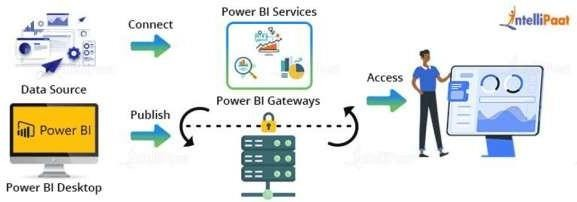 Power BI Services
IntelliPaat
Connect
Data Source
Access
Power BI Gateways
Publish
Power BI
Power BI Desktop